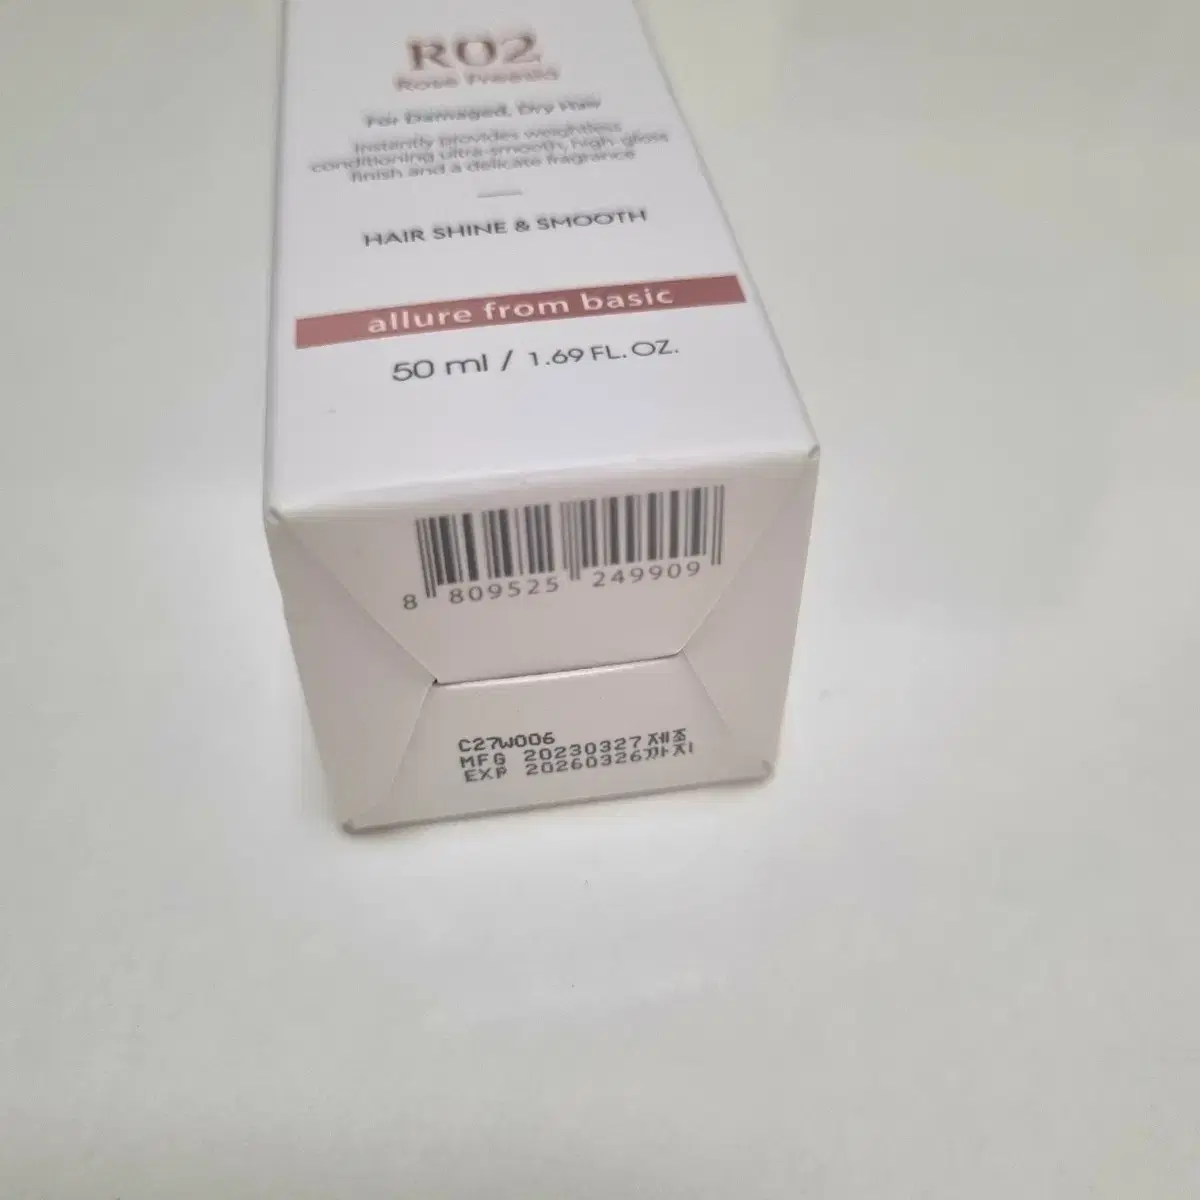 R02
Rose Freesia
For Damaged, Dry Hair
Instantly provides weightless
conditioning ultra-smooth, high-gloss
finish and a delicate fragrance
HAIR SHINE & SMOOTH
allure from basic
50 ml / 1.69 FL. OZ.
8 809525 249909
C27W006
MFG 20230327제조
EXP 20260326까지